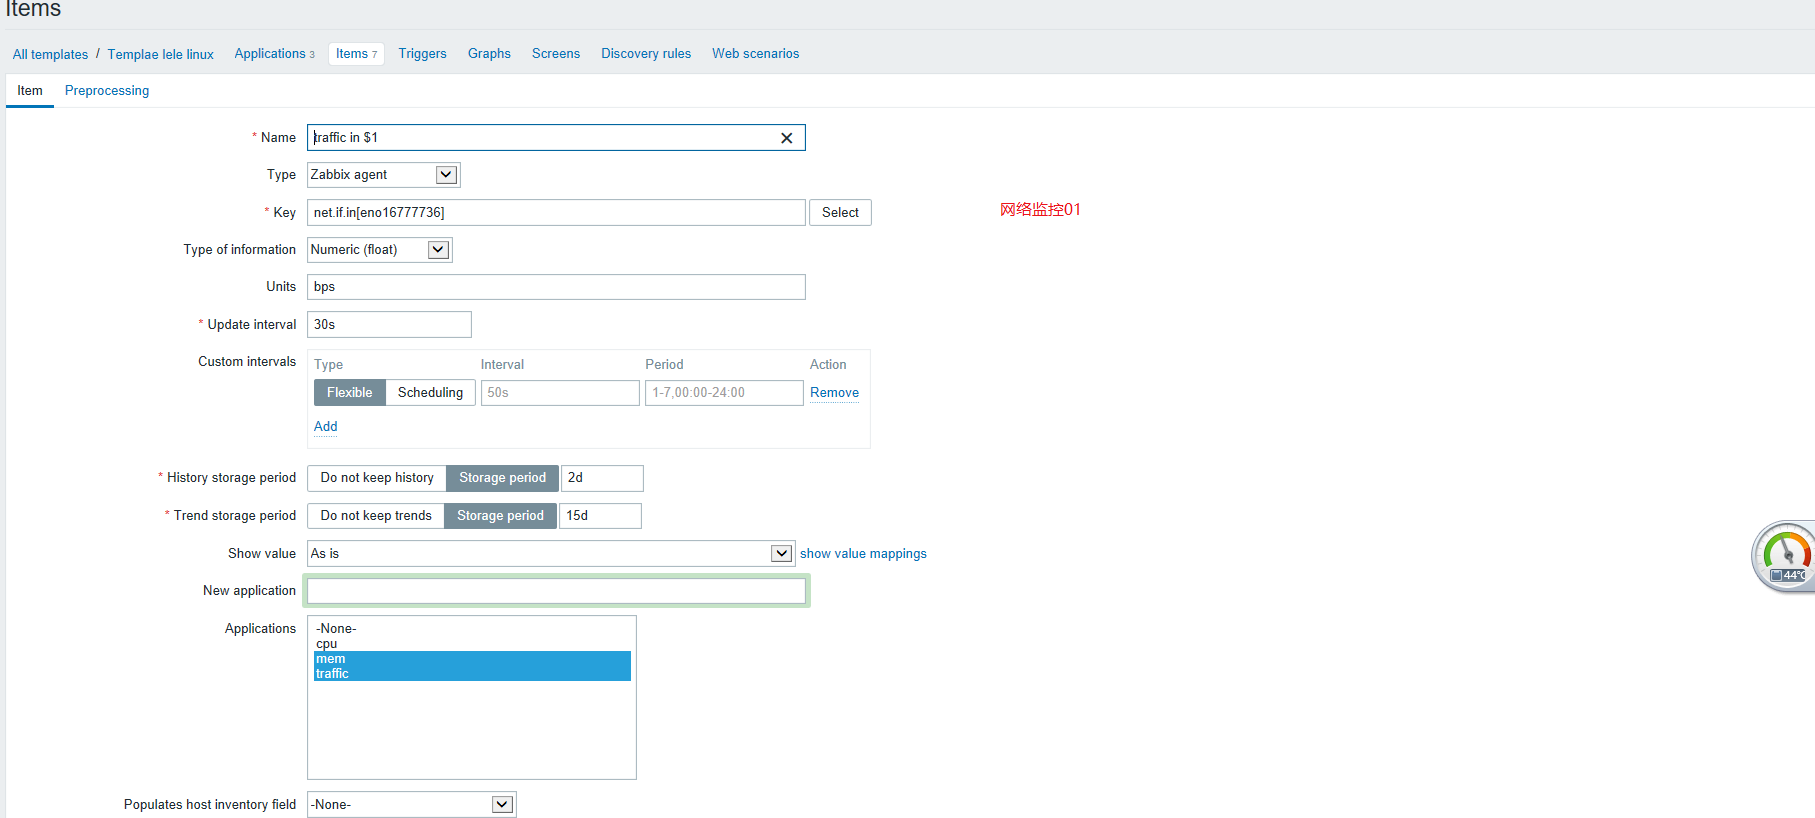 Items
All templates / Templae lele linux Applications 3 Items 7 Triggers Graphs Screens Discovery rules Web scenarios
Item Preprocessing
* Name traffic in $1
Type Zabbix agent
* Key net.if.in[eno16777736] Select 网络监控01
Type of information Numeric (float)
Units bps
* Update interval 30s
Custom intervals Type Interval Period Action
Flexible Scheduling 50s 1-7,00:00-24:00 Remove
Add
* History storage period Do not keep history Storage period 2d
* Trend storage period Do not keep trends Storage period 15d
Show value As is show value mappings
44℃
New application
Applications -None-
cpu
mem
traffic
Populates host inventory field -None-